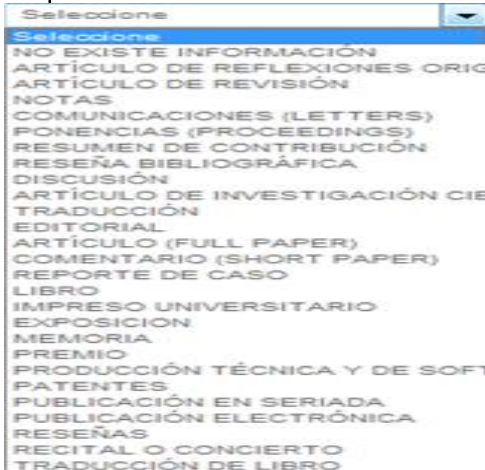 Seleccione
Seleccione
NO EXISTE INFORMACIÓN
ARTÍCULO DE REFLEXIONES ORIG
ARTÍCULO DE REVISIÓN
NOTAS
COMUNICACIONES (LETTERS)
PONENCIAS (PROCEEDINGS)
RESUMEN DE CONTRIBUCIÓN
RESEÑA BIBLIOGRÁFICA
DISCUSIÓN
ARTÍCULO DE INVESTIGACIÓN CIE
TRADUCCIÓN
EDITORIAL
ARTÍCULO (FULL PAPER)
COMENTARIO (SHORT PAPER)
REPORTE DE CASO
LIBRO
IMPRESO UNIVERSITARIO
EXPOSICIÓN
MEMORIA
PREMIO
PRODUCCIÓN TÉCNICA Y DE SOFT
PATENTES
PUBLICACIÓN EN SERIADA
PUBLICACIÓN ELECTRÓNICA
RESEÑAS
RECITAL O CONCIERTO
TRADUCCIÓN DE LIBRO